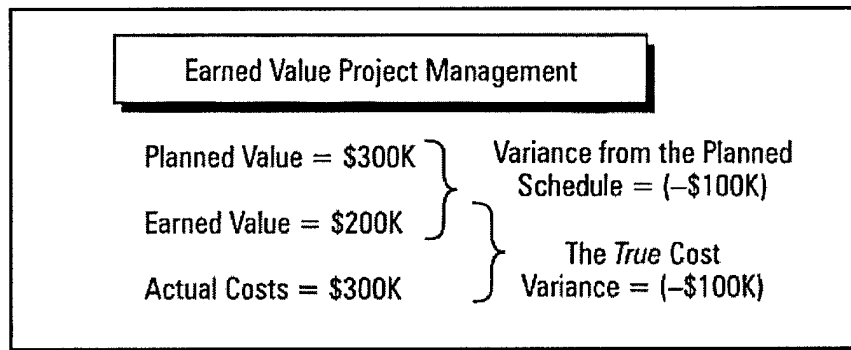 Earned Value Project Management
Planned Value = $300K
Variance from the Planned
Schedule = (–$100K)
Earned Value = $200K
The True Cost
Variance = (–$100K)
Actual Costs = $300K